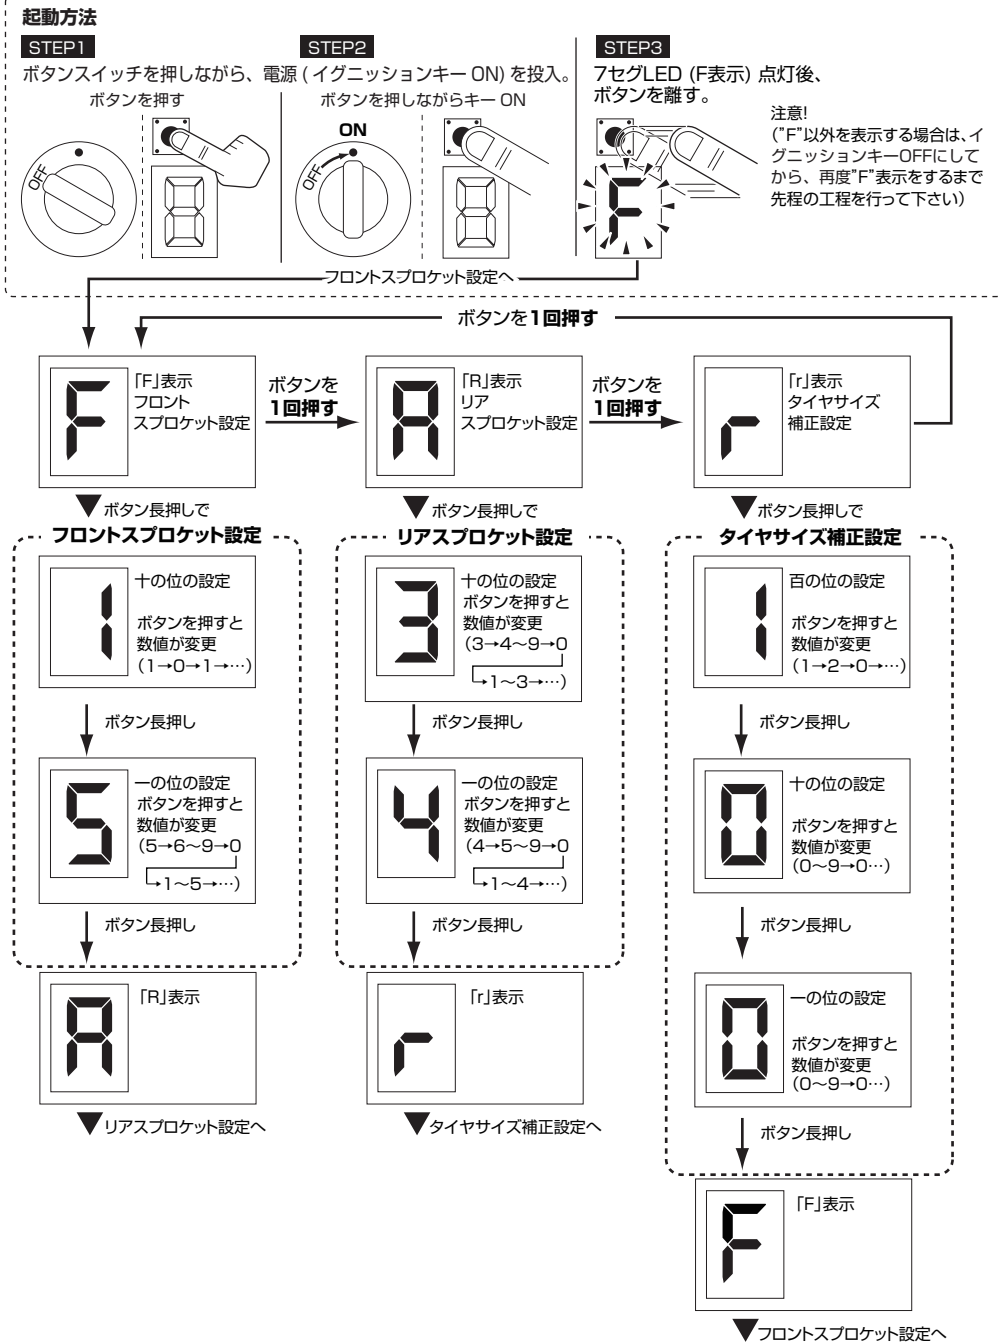 起動方法
STEP1
ボタンスイッチを押しながら、電源 ( イグニッションキー ON) を投入。
ボタンを押す
OFF
STEP2
ボタンを押しながらキー ON
ON
OFF
STEP3
7セグLED (F表示) 点灯後、
ボタンを離す。
F
注意!
("F"以外を表示する場合は、イ
グニッションキーOFFにして
から、再度"F"表示をするまで
先程の工程を行って下さい)
フロントスプロケット設定へ
ボタンを1回押す
F
「F」表示
フロント
スプロケット設定
ボタンを
1回押す
R
「R」表示
リア
スプロケット設定
ボタンを
1回押す
r
「r」表示
タイヤサイズ
補正設定
ボタン長押しで
フロントスプロケット設定
1
十の位の設定
ボタンを押すと
数値が変更
(1→0→1→…)
ボタン長押し
5
一の位の設定
ボタンを押すと
数値が変更
(5→6～9→0
→1～5→…)
ボタン長押し
R
「R」表示
リアスプロケット設定へ
ボタン長押しで
リアスプロケット設定
3
十の位の設定
ボタンを押すと
数値が変更
(3→4～9→0
→1～3→…)
ボタン長押し
4
一の位の設定
ボタンを押すと
数値が変更
(4→5～9→0
→1～4→…)
ボタン長押し
r
「r」表示
タイヤサイズ補正設定へ
ボタン長押しで
タイヤサイズ補正設定
1
百の位の設定
ボタンを押すと
数値が変更
(1→2→0→…)
ボタン長押し
0
十の位の設定
ボタンを押すと
数値が変更
(0～9→0…)
ボタン長押し
0
一の位の設定
ボタンを押すと
数値が変更
(0～9→0…)
ボタン長押し
F
「F」表示
フロントスプロケット設定へ